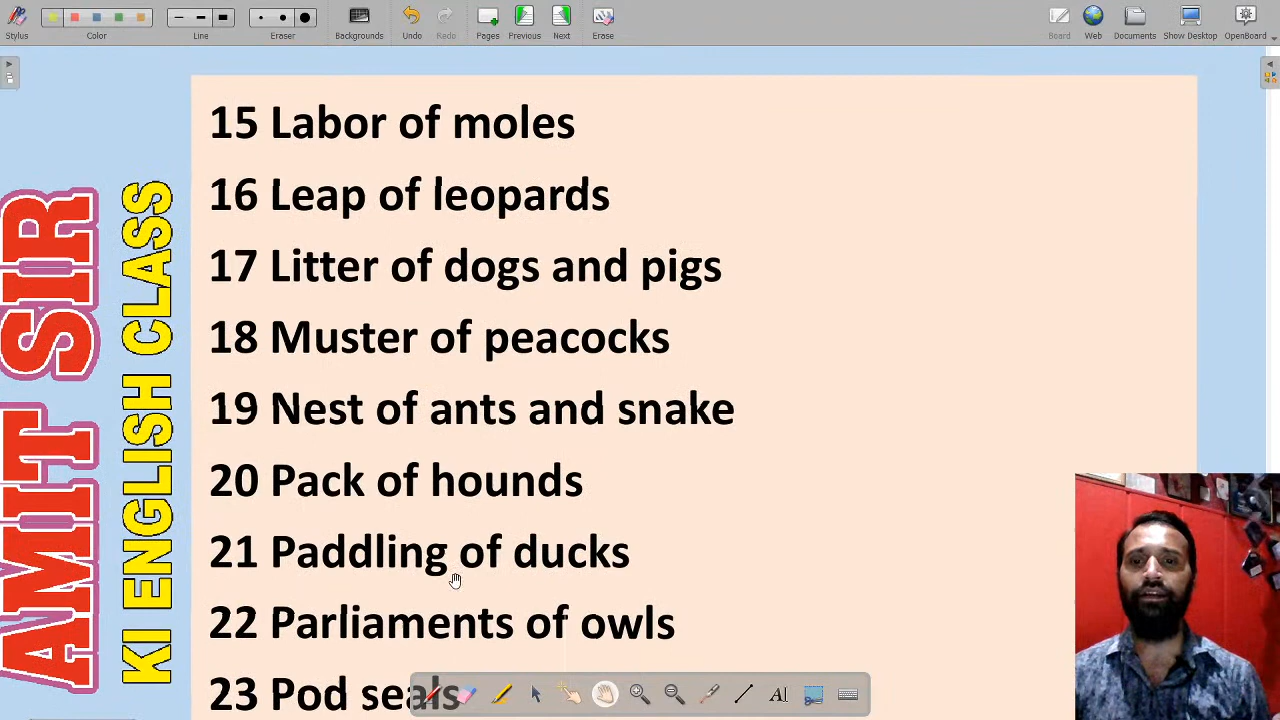 Stylus
Color
Line
Eraser
Backgrounds
Undo
Redo
Pages
Previous
Next
Erase
Board
Web
Documents
Show Desktop
OpenBoard
AMIT SIR
KI ENGLISH CLASS
15 Labor of moles
16 Leap of leopards
17 Litter of dogs and pigs
18 Muster of peacocks
19 Nest of ants and snake
20 Pack of hounds
21 Paddling of ducks
22 Parliaments of owls
23 Pod seals
AI